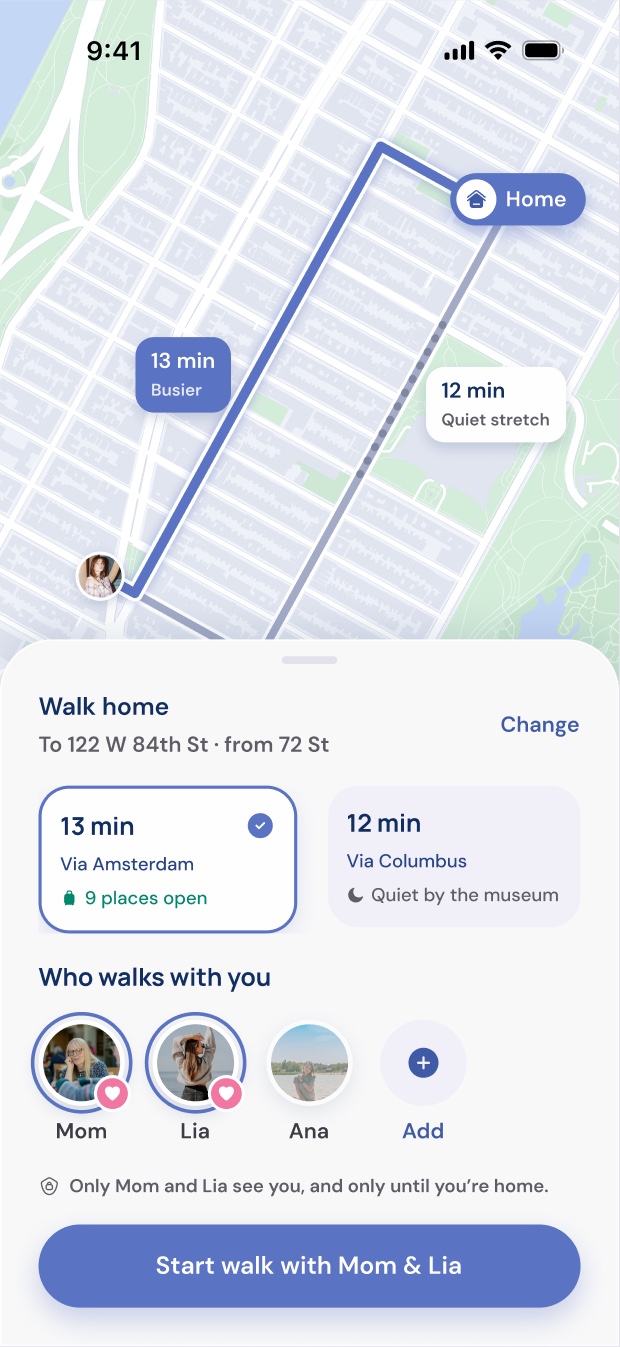 9:41
Home
13 min
Busier
12 min
Quiet stretch
Walk home
To 122 W 84th St · from 72 St
Change
13 min
Via Amsterdam
9 places open
12 min
Via Columbus
Quiet by the museum
Who walks with you
Mom
Lia
Ana
Add
Only Mom and Lia see you, and only until you’re home.
Start walk with Mom & Lia